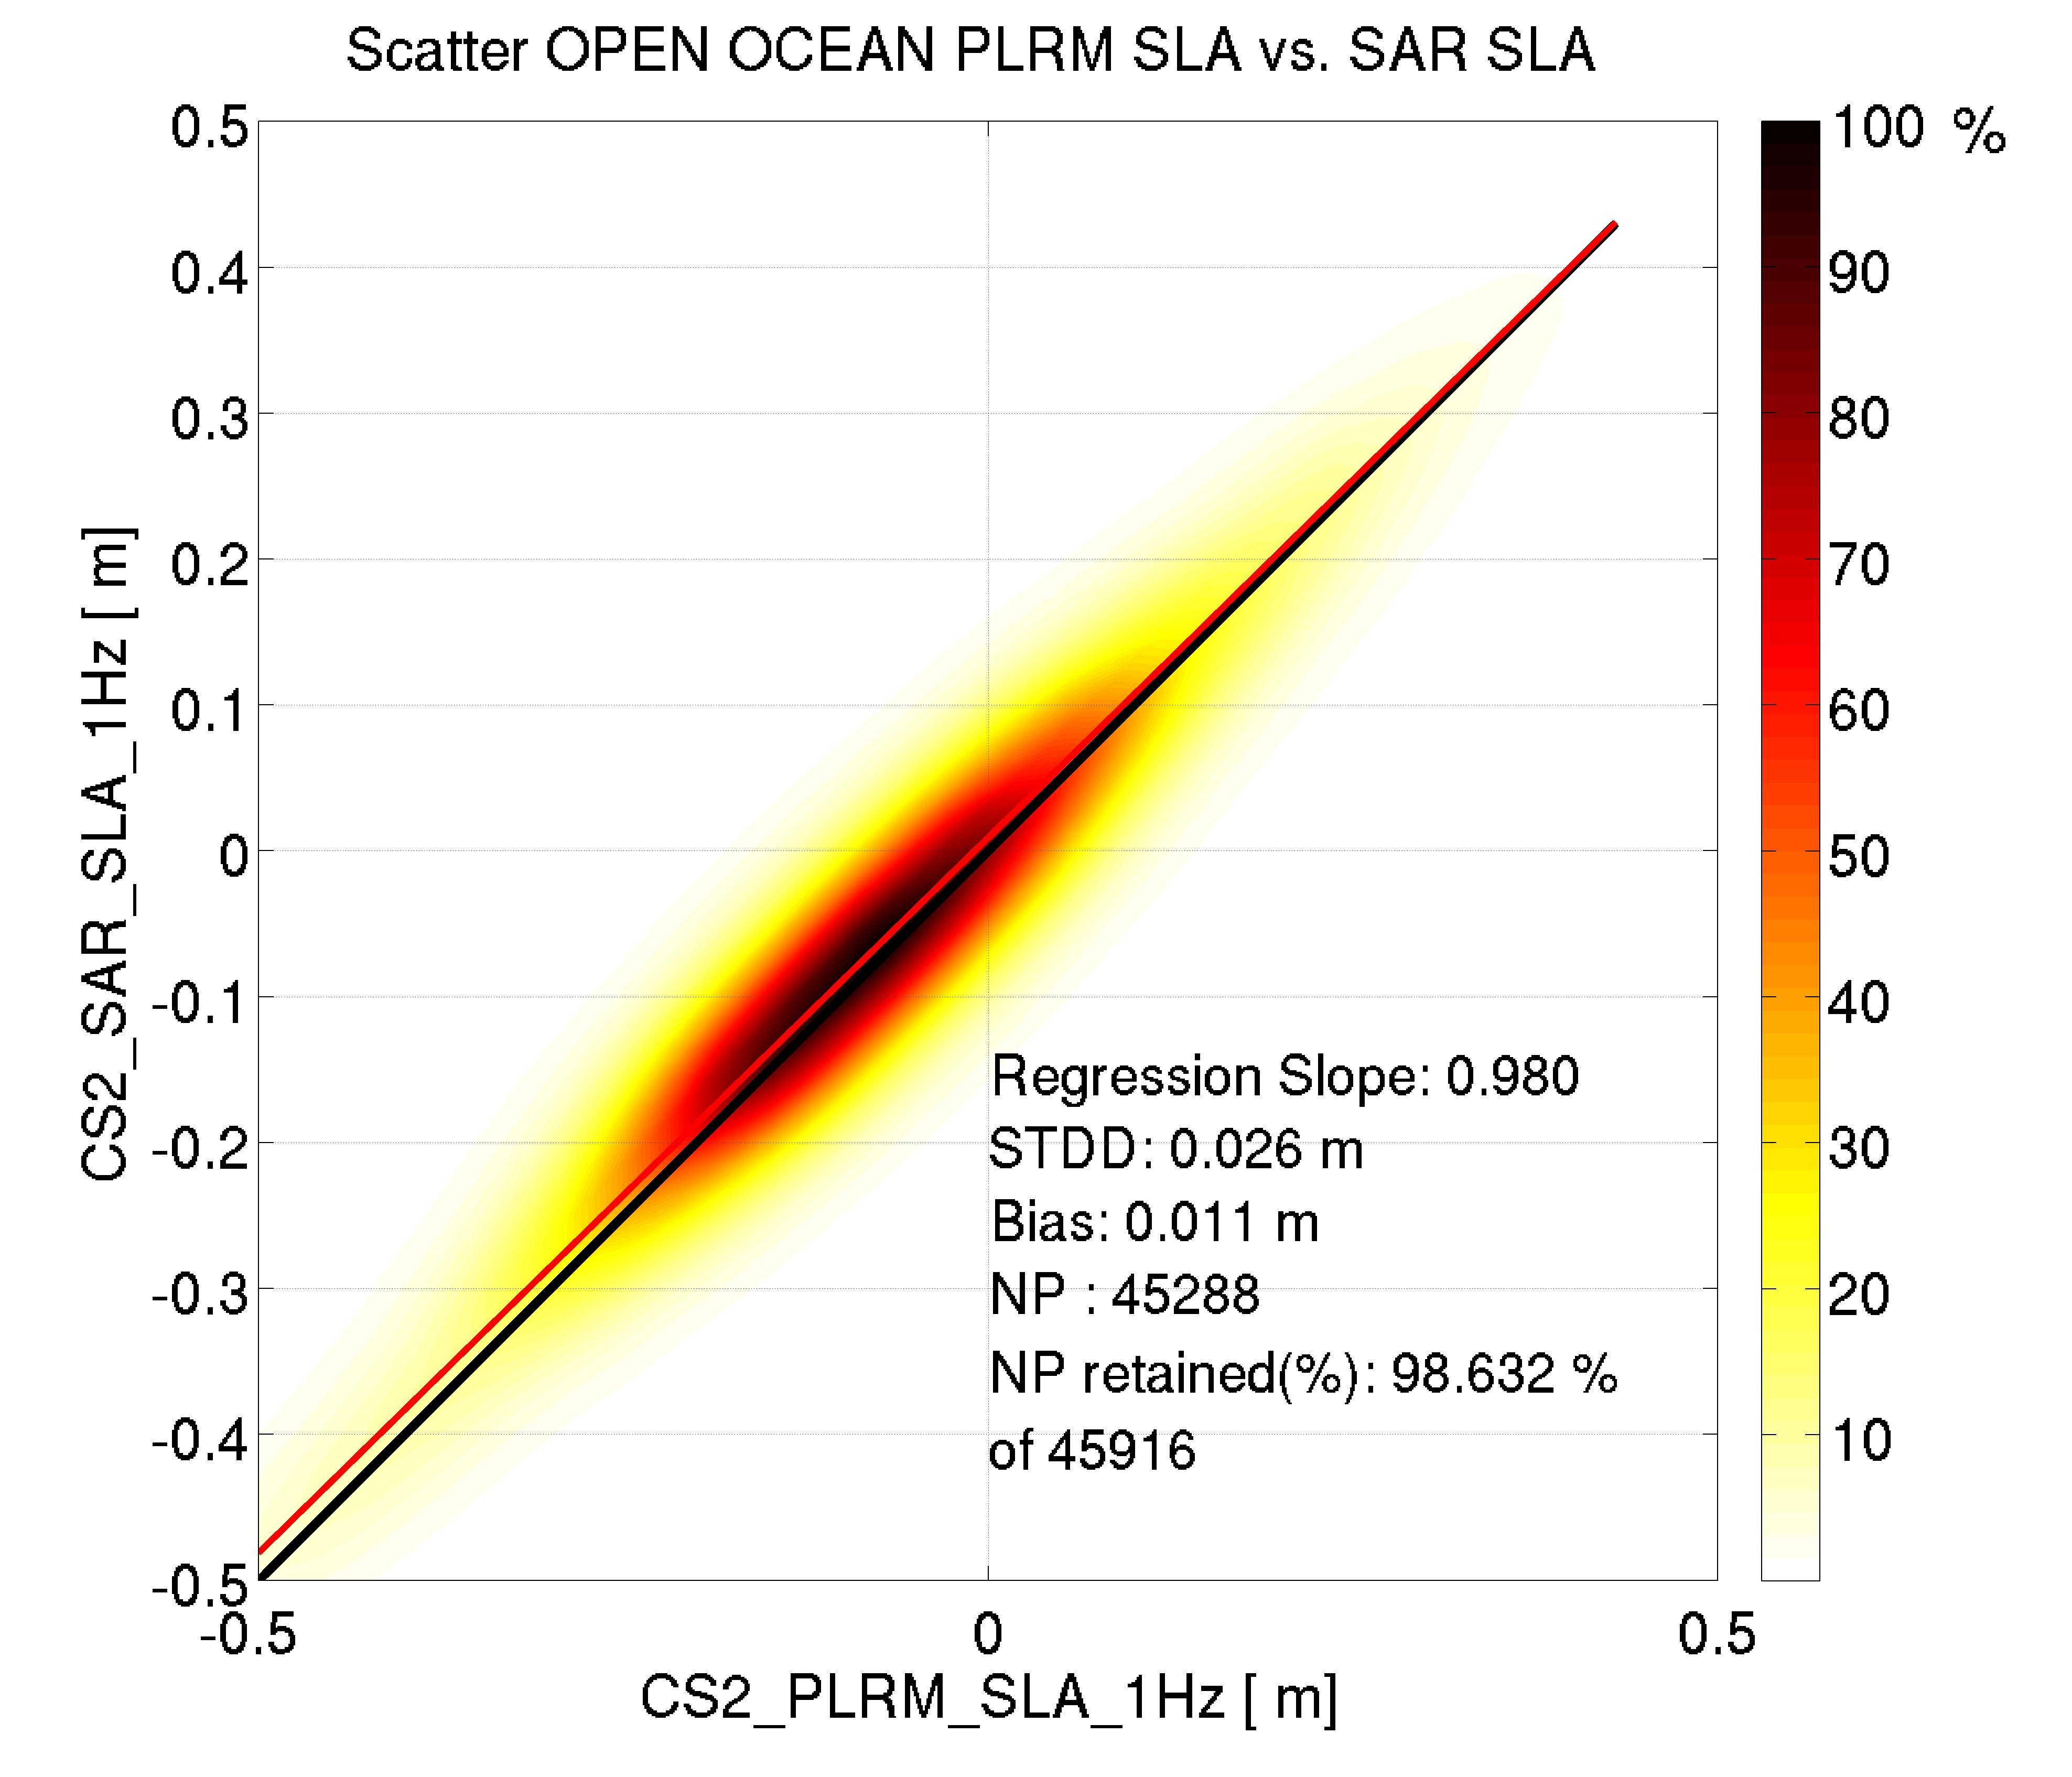 Scatter OPEN OCEAN PLRM SLA vs. SAR SLA
0.5
0.4
0.3
0.2
0.1
0
-0.1
-0.2
-0.3
-0.4
-0.5
CS2_SAR_SLA_1Hz [ m]
-0.5
0
0.5
CS2_PLRM_SLA_1Hz [ m]
Regression Slope: 0.980
STDD: 0.026 m
Bias: 0.011 m
NP : 45288
NP retained(%): 98.632 %
of 45916
100 %
90
80
70
60
50
40
30
20
10